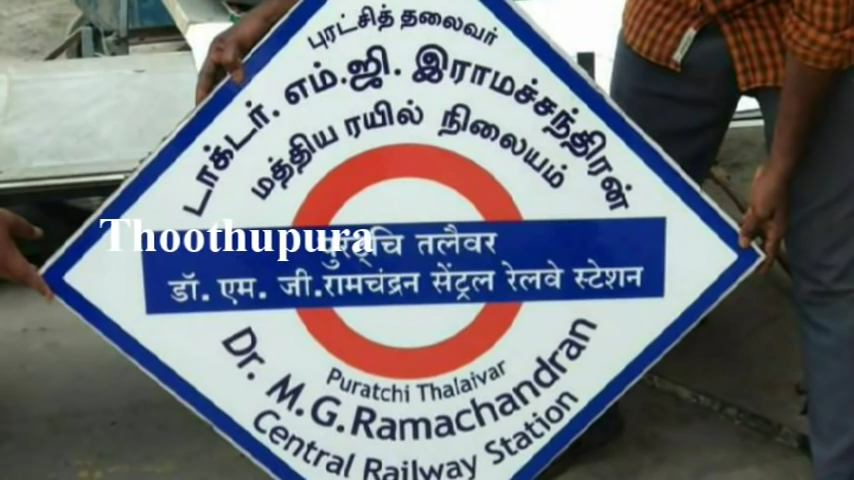 புரட்சித் தலைவர்
டாக்டர். எம்.ஜி. இராமச்சந்திரன்
மத்திய ரயில் நிலையம்
Thoothupura
पुरट्चि तलैवर
डॉ. एम. जी.रामचंद्रन सेंट्रल रेलवे स्टेशन
Puratchi Thalaivar
Dr. M.G.Ramachandran
Central Railway Station